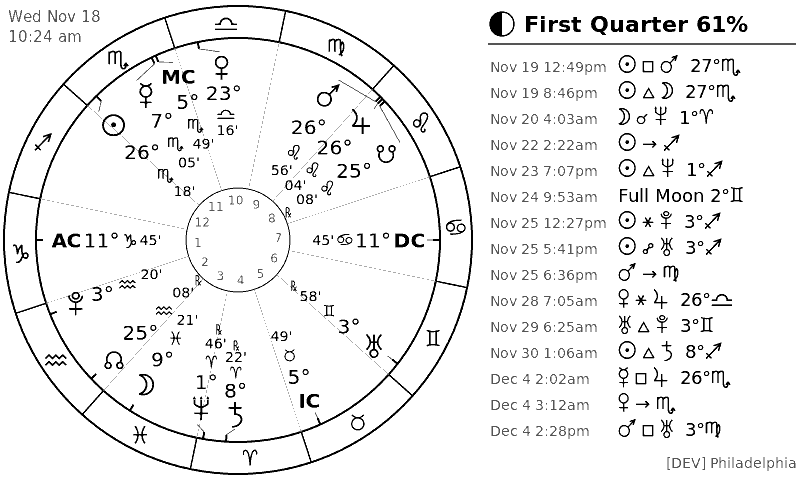 Wed Nov 18
10:24 am
♎
♏
♍
♌
♐
♋
♑
♊
♒
♉
♓
♈
MC 5° ♏ 49'
♀ 23° ♎ 16'
☿ 7° ♏ 05'
☉ 26° ♏ 18'
♂ 26° ♌ 56'
♃ 26° ♌ 04'
☋ 25° ♌ 08' ℞
AC 11° ♑ 45'
45' ♋ 11° DC
♇ 3° ♒ 20'
☊ 25° ♒ 08' ℞
☽ 9° ♓ 21'
♆ 1° ♈ 46' ℞
♄ 8° ♈ 22' ℞
IC 5° ♉ 49'
♅ 3° ♊ 58' ℞
1
2
3
4
5
6
7
8
9
10
11
12
First Quarter 61%
Nov 19 12:49pm ☉ □ ♂ 27°♏
Nov 19 8:46pm ☉ △ ☽ 27°♏
Nov 20 4:03am ☽ ☌ ♆ 1°♈
Nov 22 2:22am ☉ → ♐
Nov 23 7:07pm ☉ △ ♆ 1°♐
Nov 24 9:53am Full Moon 2°♊
Nov 25 12:27pm ☉ ⚹ ♇ 3°♐
Nov 25 5:41pm ☉ ☍ ♅ 3°♐
Nov 25 6:36pm ♂ → ♍
Nov 28 7:05am ♀ ⚹ ♃ 26°♎
Nov 29 6:25am ♅ △ ♇ 3°♊
Nov 30 1:06am ☉ △ ♄ 8°♐
Dec 4 2:02am ☿ □ ♃ 26°♏
Dec 4 3:12am ♀ → ♏
Dec 4 2:28pm ♂ □ ♅ 3°♍
[DEV] Philadelphia